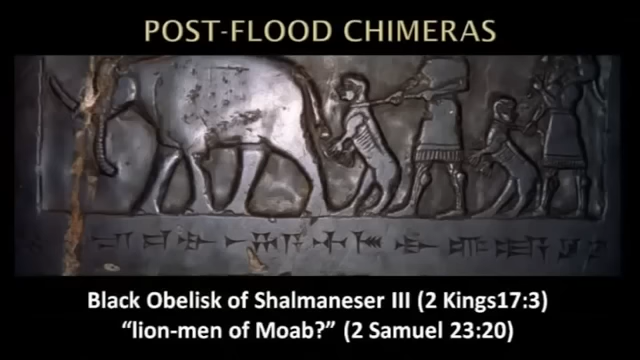 POST-FLOOD CHIMERAS
Black Obelisk of Shalmaneser III (2 Kings17:3)
“lion-men of Moab?” (2 Samuel 23:20)